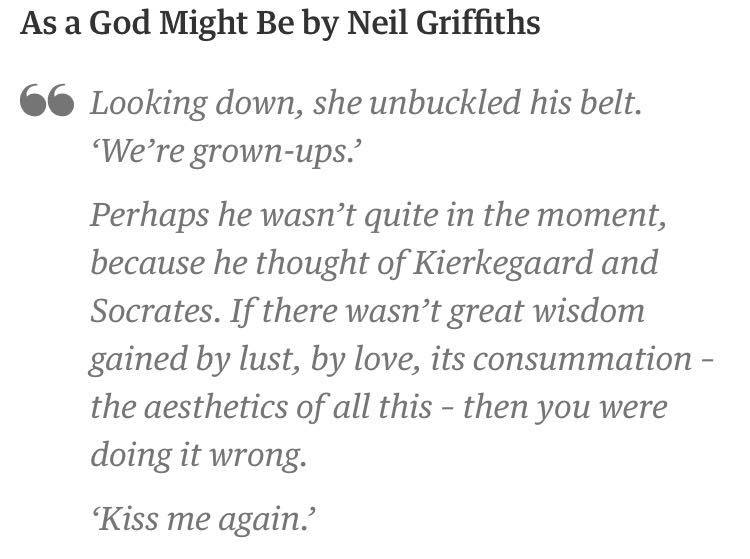 As a God Might Be by Neil Griffiths
“ Looking down, she unbuckled his belt.
‘We’re grown-ups.’
Perhaps he wasn’t quite in the moment,
because he thought of Kierkegaard and
Socrates. If there wasn’t great wisdom
gained by lust, by love, its consummation –
the aesthetics of all this – then you were
doing it wrong.
‘Kiss me again.’